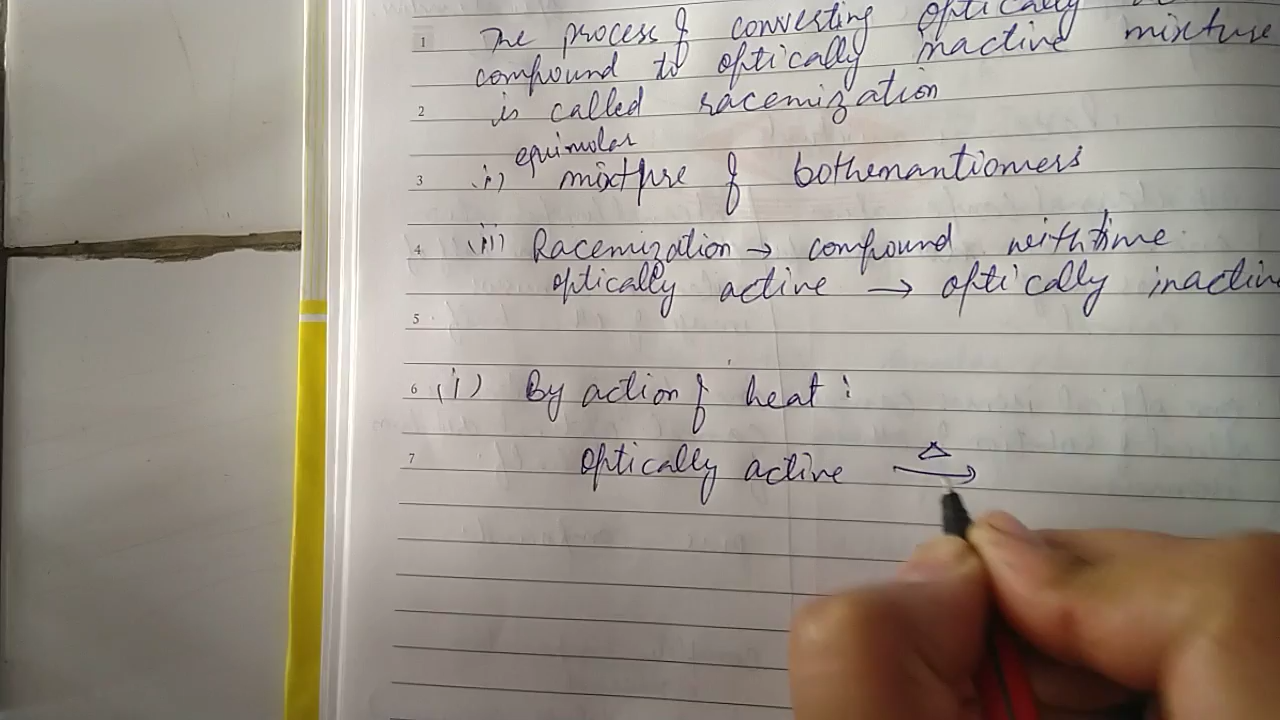 1 The process of converting optically
compound to optically inactive mixture
2 is called racemization
equimolar
3 (i) mixture of bothenantiomers
4 (ii) Racemization → compound with time
optically active → optically inactiv
5
6 (i) By action of heat :
7 optically active Δ →